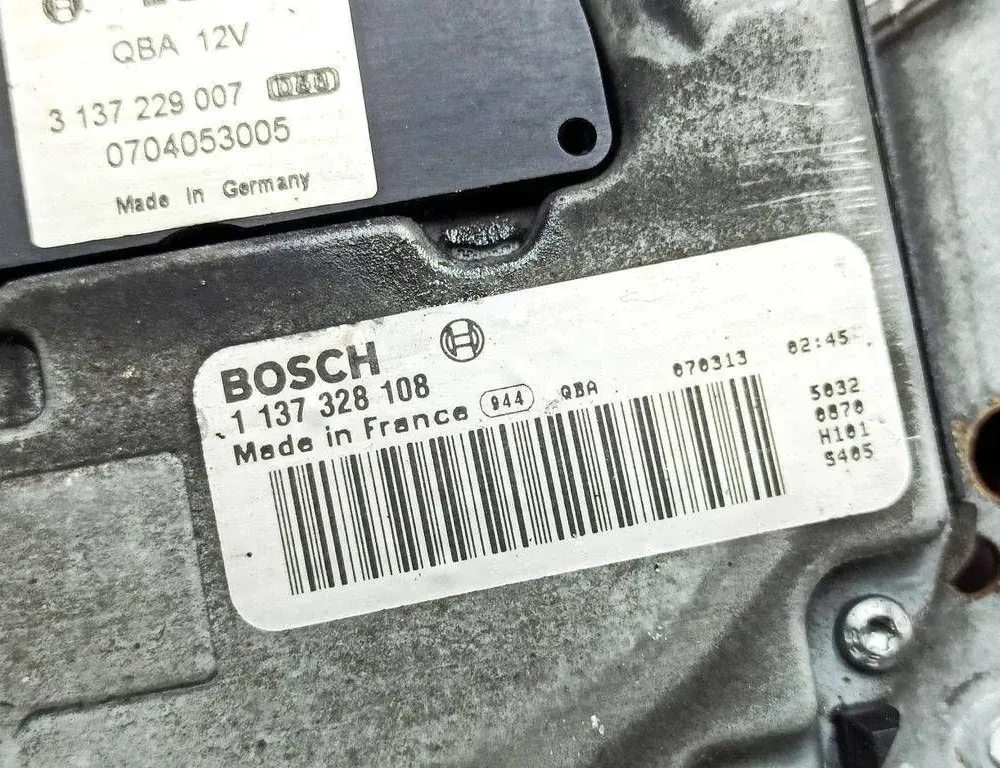 QBA 12V
3 137 229 007
0704053005
Made in Germany
BOSCH
1 137 328 108
Made in France 944 QBA 070313 02:45
5032
0870
H101
5405